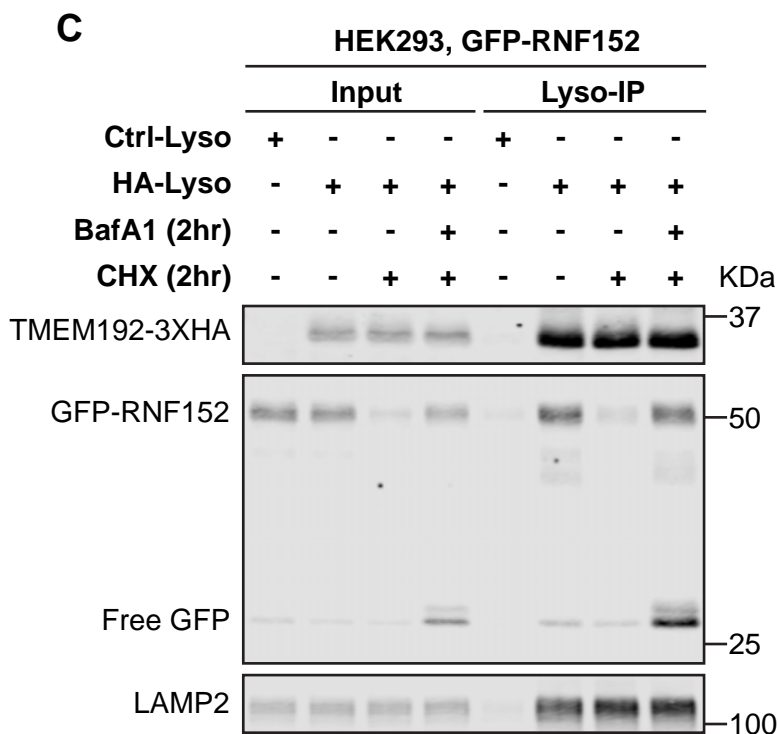 C
HEK293, GFP-RNF152
Input Lyso-IP
Ctrl-Lyso + - - - + - - -
HA-Lyso - + + + - + + +
BafA1 (2hr) - - - + - - - +
CHX (2hr) - - + + - - + + KDa
TMEM192-3XHA 37
GFP-RNF152 50
Free GFP 25
LAMP2 100